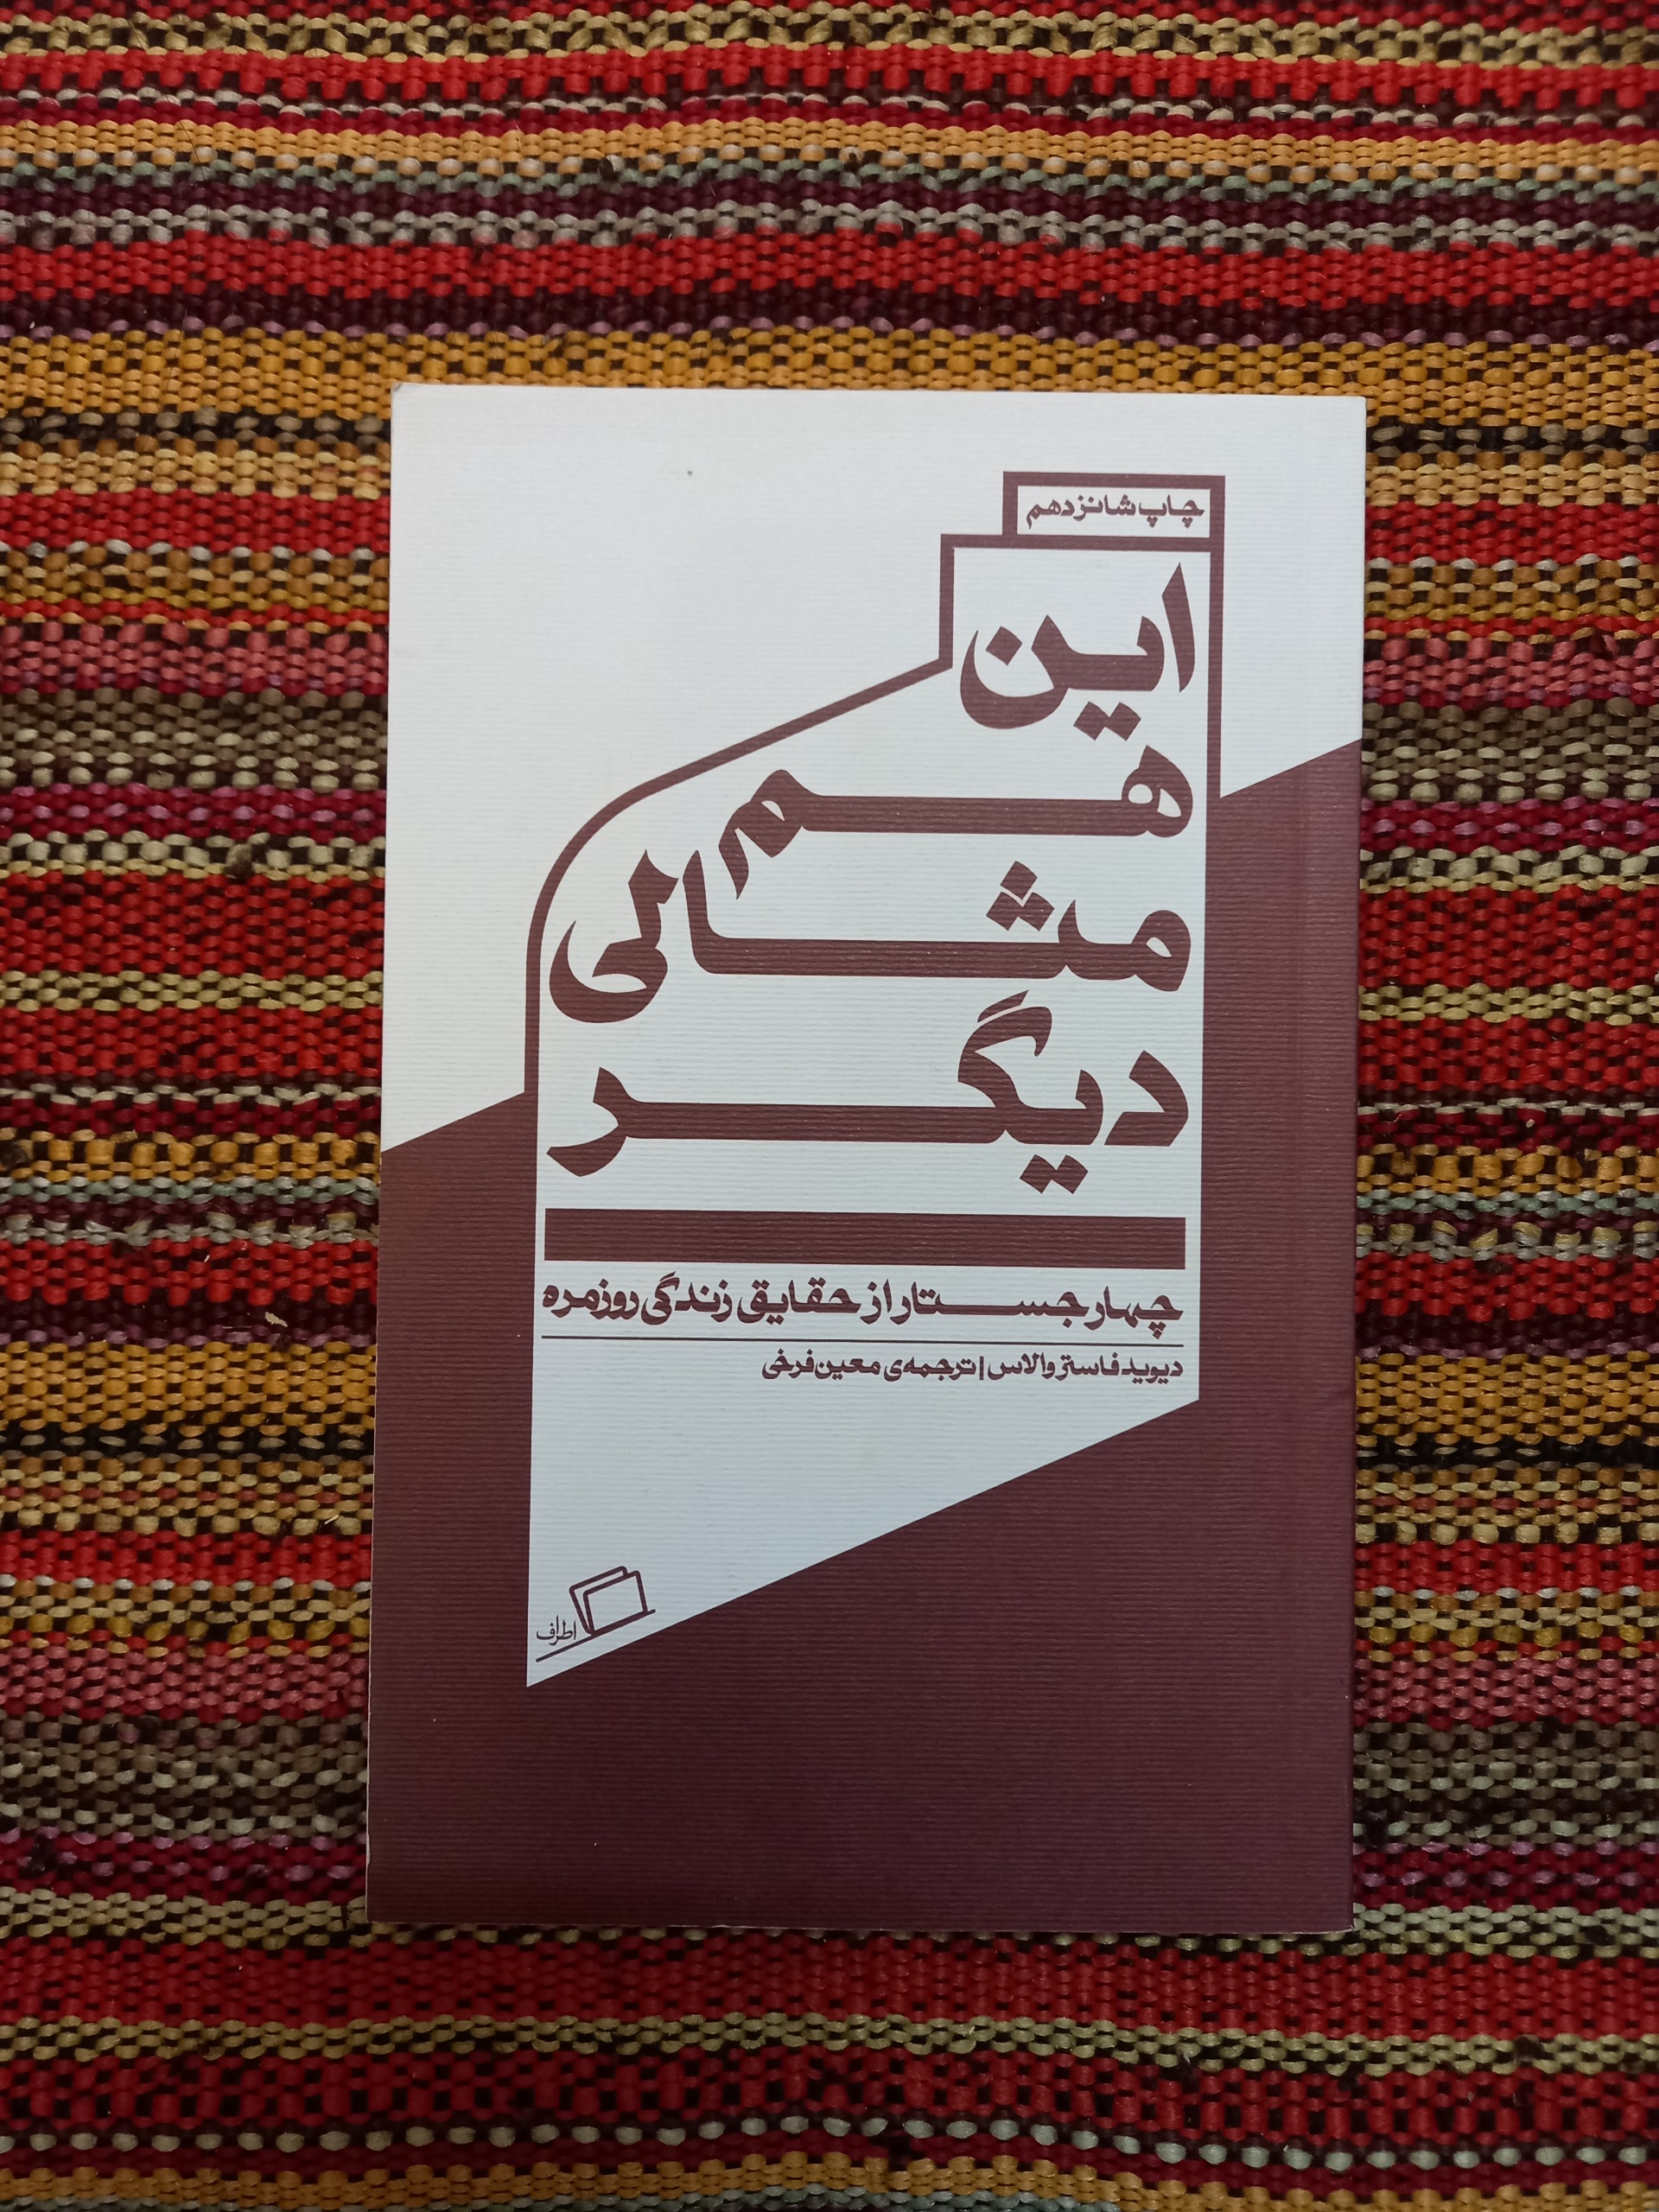 چاپ شانزدهم
این
هم
مثالی
دیگر
چهار جستار از حقایق زندگی روزمره
دیوید فاستر والاس | ترجمه‌ی معین فرخی
اطراف